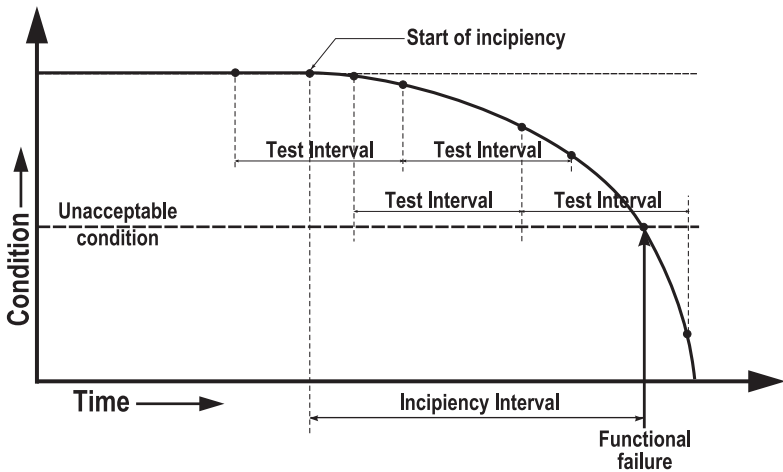 Start of incipiency
Test Interval
Test Interval
Test Interval
Test Interval
Unacceptable
condition
Condition
Time
Incipiency Interval
Functional
failure